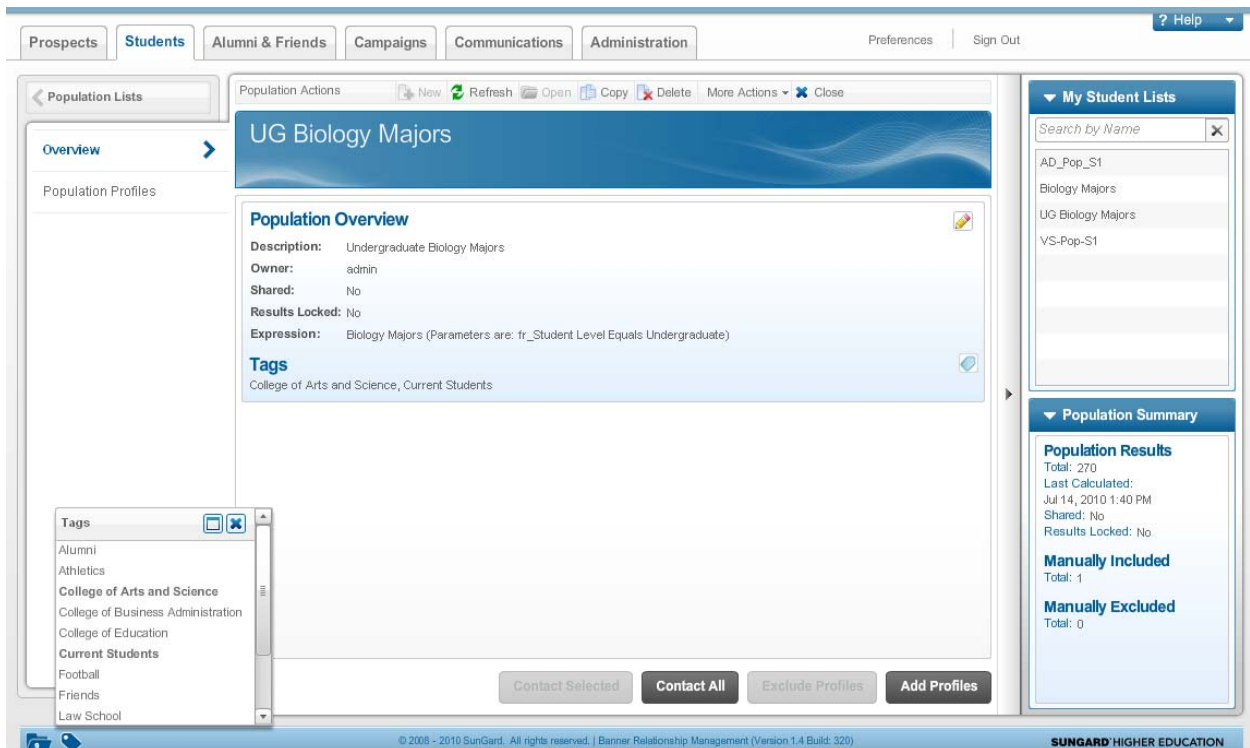 ? Help
Prospects Students Alumni & Friends Campaigns Communications Administration Preferences Sign Out
Population Lists
Overview
Population Profiles
Population Actions New Refresh Open Copy Delete More Actions Close
UG Biology Majors
Population Overview
Description: Undergraduate Biology Majors
Owner: admin
Shared: No
Results Locked: No
Expression: Biology Majors (Parameters are: fr_Student Level Equals Undergraduate)
Tags
College of Arts and Science, Current Students
My Student Lists
Search by Name
AD_Pop_S1
Biology Majors
UG Biology Majors
VS-Pop-S1
Population Summary
Population Results
Total: 270
Last Calculated:
Jul 14, 2010 1:40 PM
Shared: No
Results Locked: No
Manually Included
Total: 1
Manually Excluded
Total: 0
Tags
Alumni
Athletics
College of Arts and Science
College of Business Administration
College of Education
Current Students
Football
Friends
Law School
Contact Selected Contact All Exclude Profiles Add Profiles
© 2008 - 2010 SunGard. All rights reserved. | Banner Relationship Management (Version 1.4 Build: 320)
SUNGARD HIGHER EDUCATION